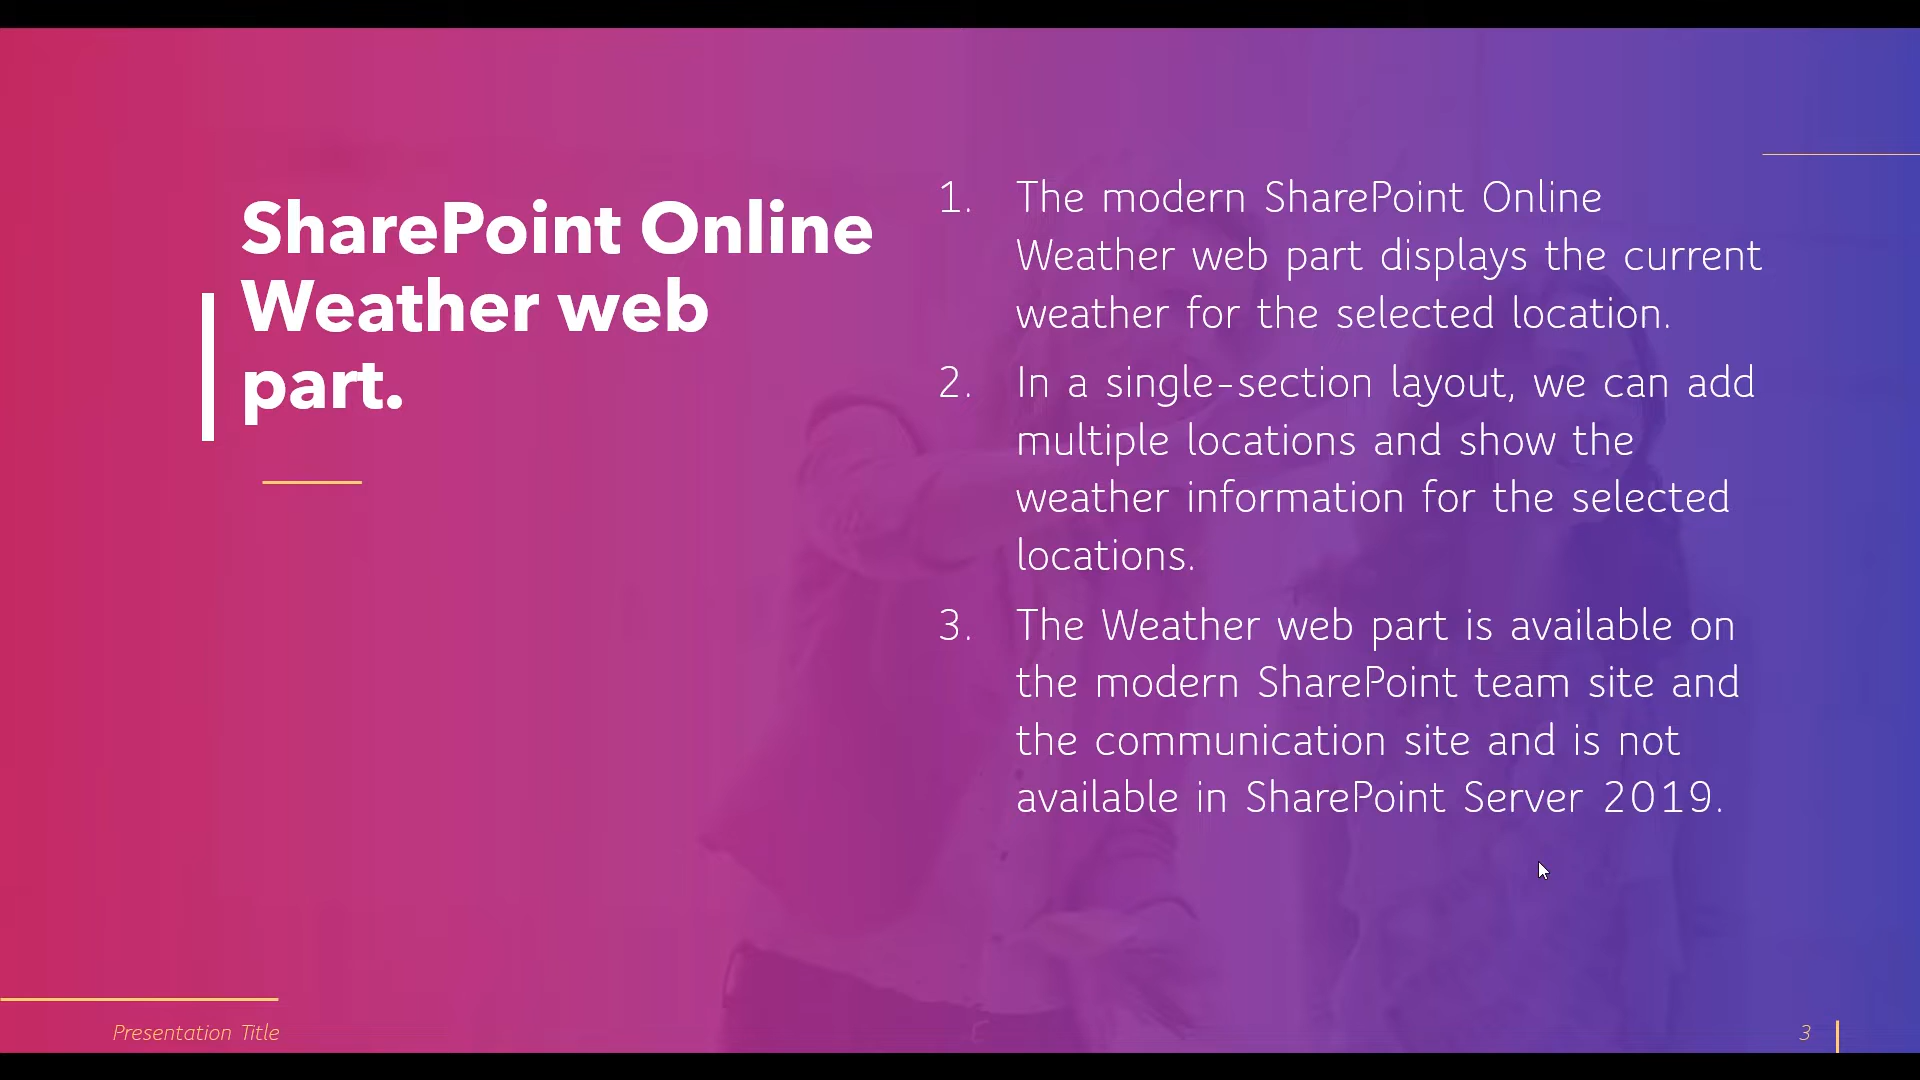 SharePoint Online
Weather web
part.
1. The modern SharePoint Online
Weather web part displays the current
weather for the selected location.
2. In a single-section layout, we can add
multiple locations and show the
weather information for the selected
locations.
3. The Weather web part is available on
the modern SharePoint team site and
the communication site and is not
available in SharePoint Server 2019.
Presentation Title
3